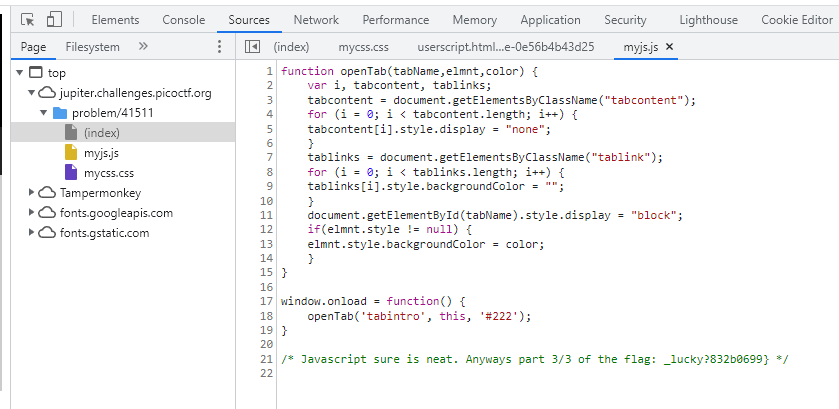 Elements Console Sources Network Performance Memory Application Security Lighthouse Cookie Editor
Page Filesystem »
(index) mycss.css userscript.html…e-0e56b4b43d25 myjs.js ×
top
jupiter.challenges.picoctf.org
problem/41511
(index)
myjs.js
mycss.css
Tampermonkey
fonts.googleapis.com
fonts.gstatic.com
1 function openTab(tabName,elmnt,color) {
2 var i, tabcontent, tablinks;
3 tabcontent = document.getElementsByClassName("tabcontent");
4 for (i = 0; i < tabcontent.length; i++) {
5 tabcontent[i].style.display = "none";
6 }
7 tablinks = document.getElementsByClassName("tablink");
8 for (i = 0; i < tablinks.length; i++) {
9 tablinks[i].style.backgroundColor = "";
10 }
11 document.getElementById(tabName).style.display = "block";
12 if(elmnt.style != null) {
13 elmnt.style.backgroundColor = color;
14 }
15 }
16
17 window.onload = function() {
18 openTab('tabintro', this, '#222');
19 }
20
21 /* Javascript sure is neat. Anyways part 3/3 of the flag: _lucky?832b0699} */
22